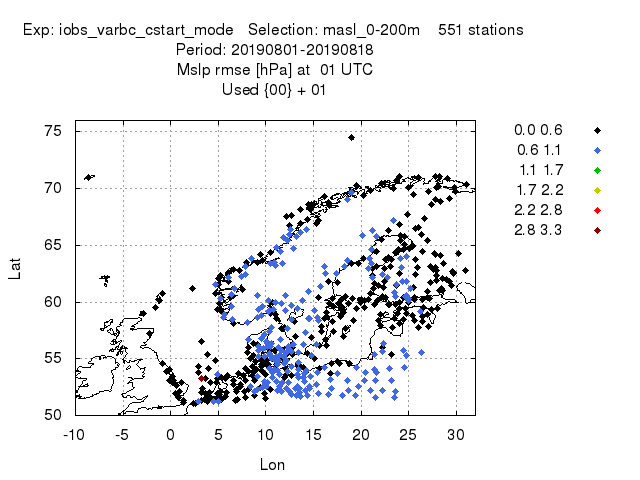 Exp: iobs_varbc_cstart_mode   Selection: masl_0-200m    551 stations
Period: 20190801-20190818
Mslp rmse [hPa] at  01 UTC
Used {00} + 01
0.0 0.6
0.6 1.1
1.1 1.7
1.7 2.2
2.2 2.8
2.8 3.3
75
70
65
60
55
50
Lat
-10 -5 0 5 10 15 20 25 30
Lon